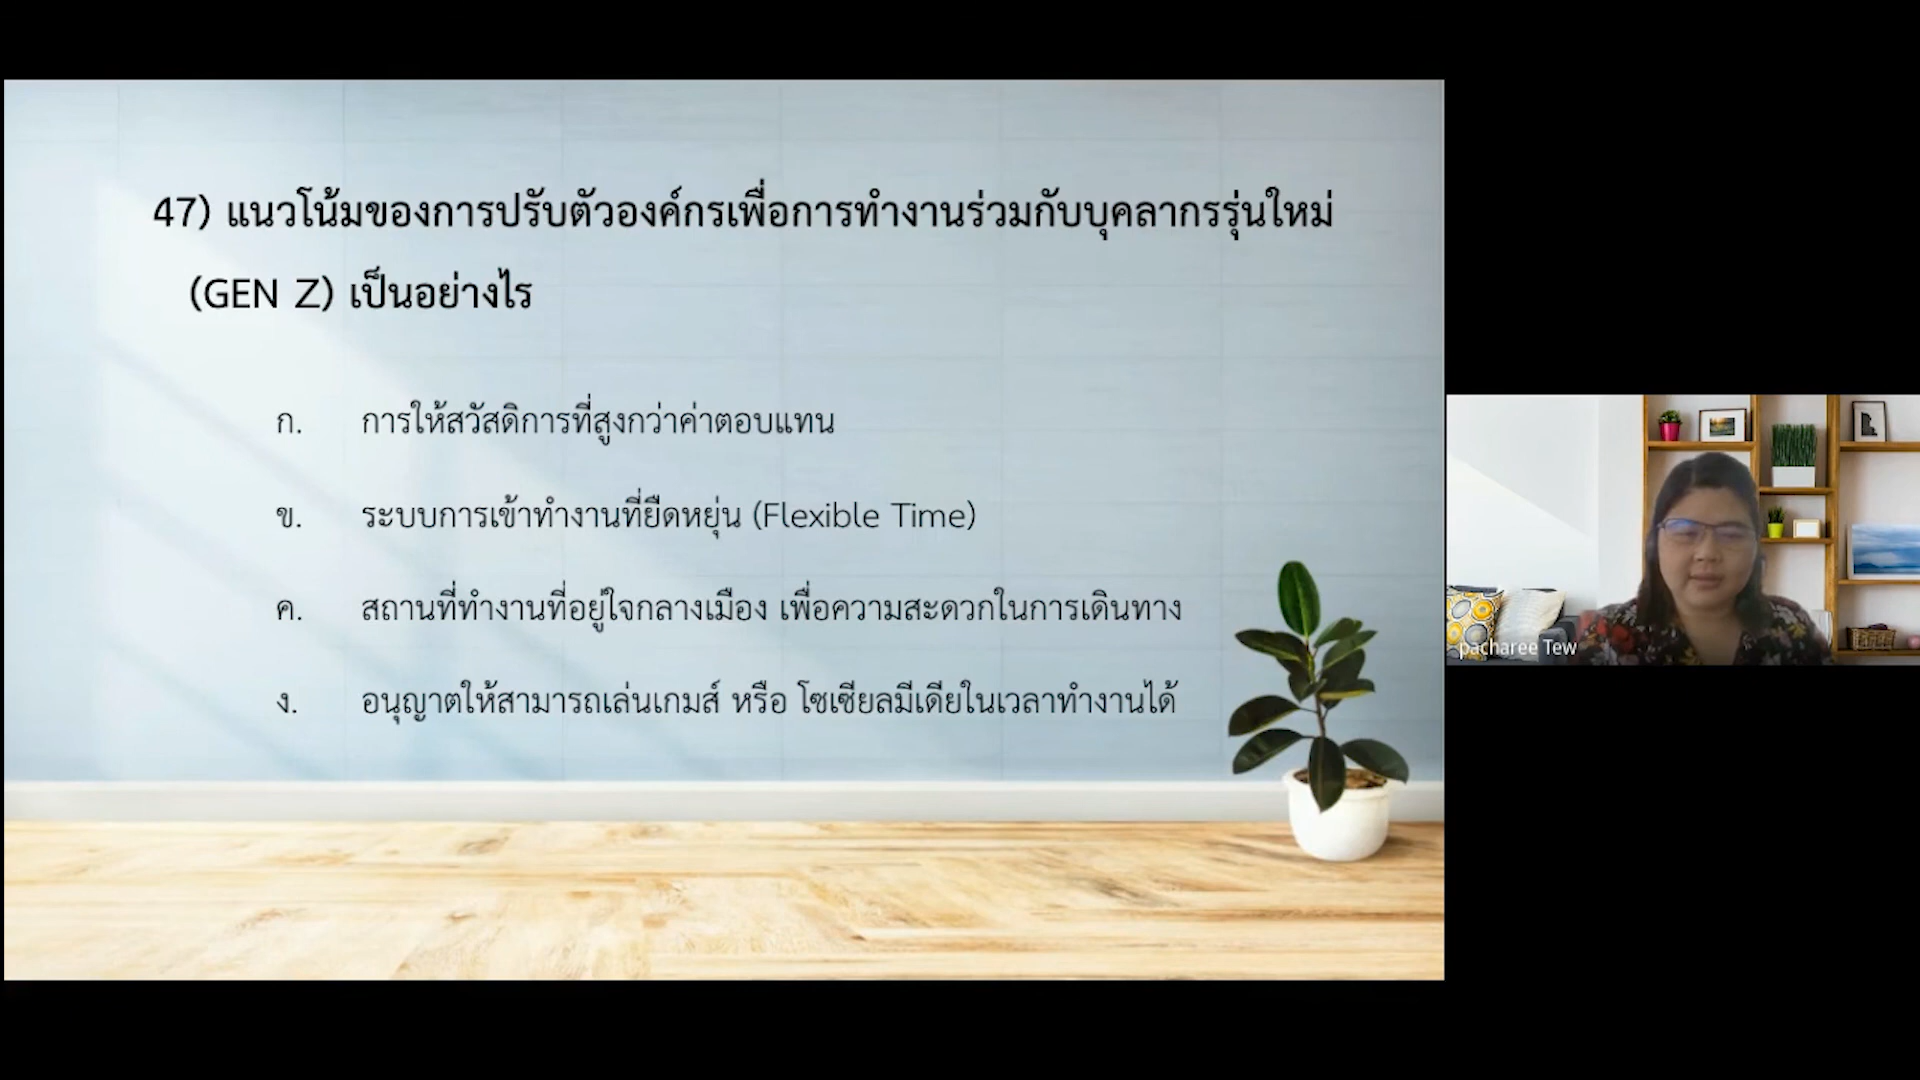 47) แนวโน้มของการปรับตัวองค์กรเพื่อการทำงานร่วมกับบุคลากรรุ่นใหม่
(GEN Z) เป็นอย่างไร
ก. การให้สวัสดิการที่สูงกว่าค่าตอบแทน
ข. ระบบการเข้าทำงานที่ยืดหยุ่น (Flexible Time)
ค. สถานที่ทำงานที่อยู่ใจกลางเมือง เพื่อความสะดวกในการเดินทาง
ง. อนุญาตให้สามารถเล่นเกมส์ หรือ โซเซียลมีเดียในเวลาทำงานได้
pacharee Tew